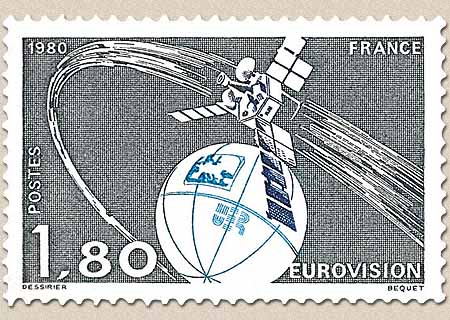 1980 FRANCE
POSTES
1,80
EUROVISION
DESSIRIER BEQUET